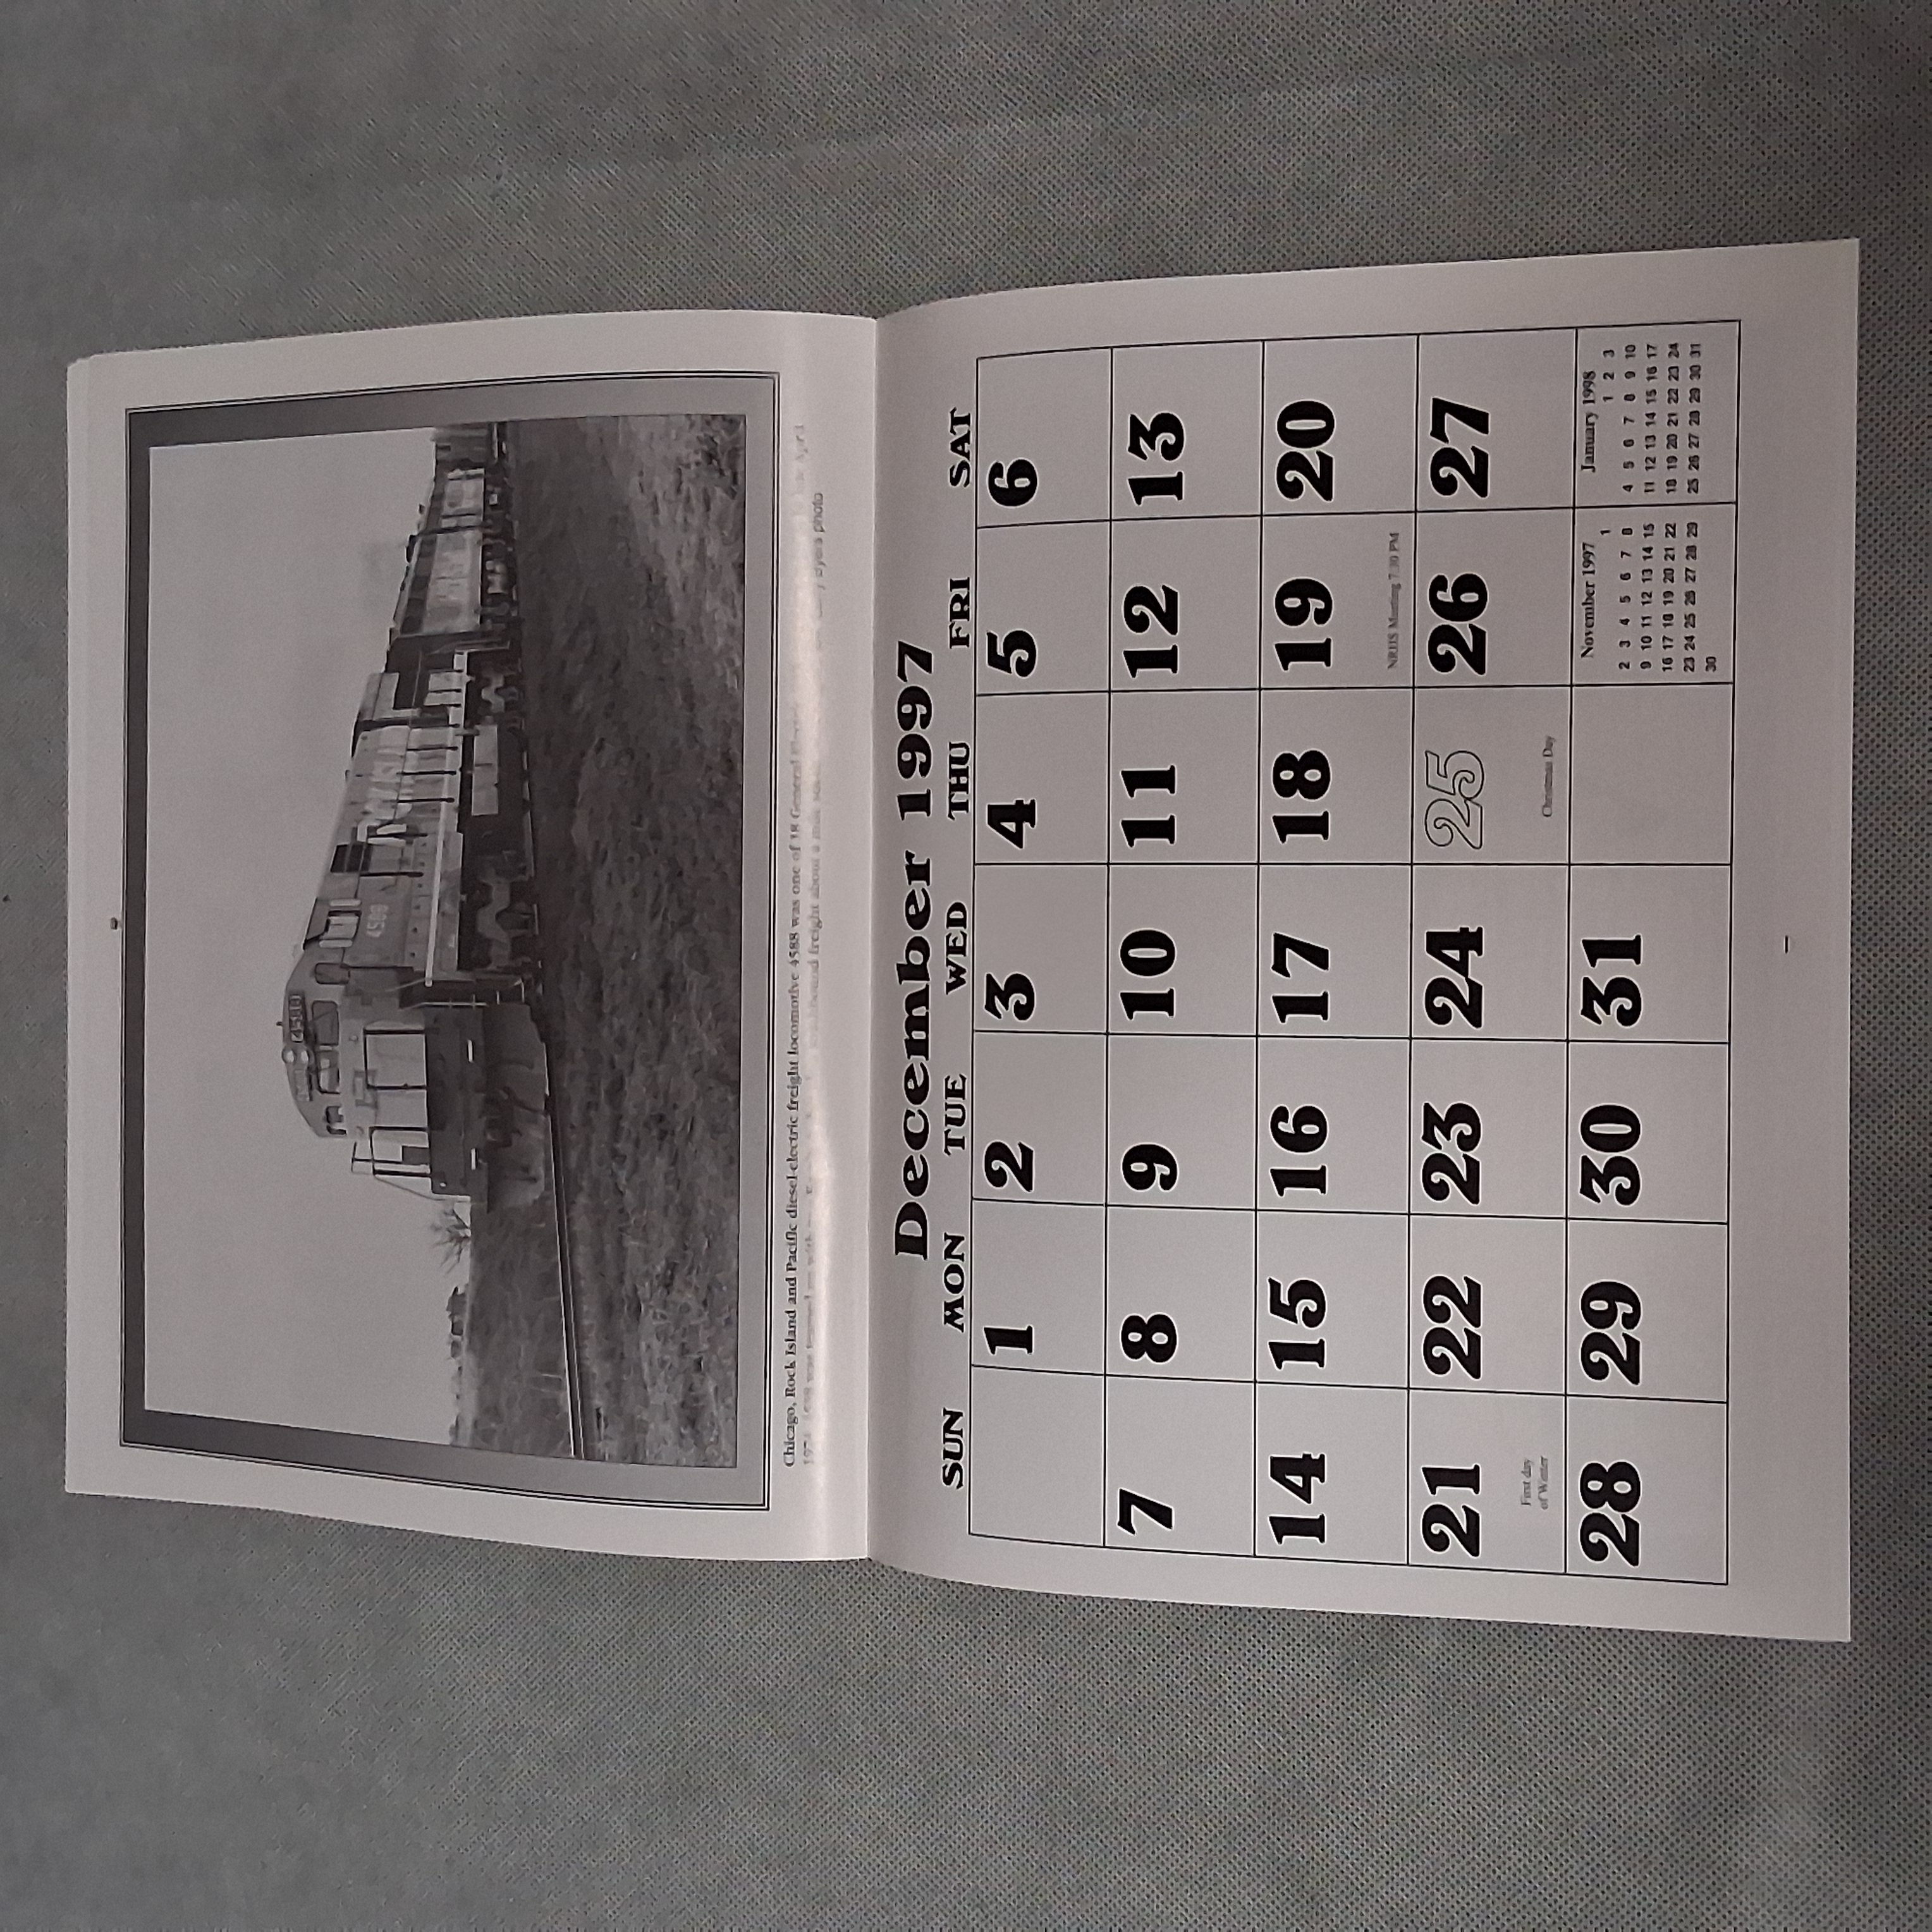 4588
4588
Chicago, Rock Island and Pacific diesel-electric freight locomotive 4588 was one of 18 General
freight about a
photo
December 1997
SUN MON TUE WED THU FRI SAT
1 2 3 4 5 6
7 8 9 10 11 12 13
14 15 16 17 18 19 20
NREHS Meeting 7:30 PM
21 22 23 24 25 26 27
First day
of Winter
Christmas Day
28 29 30 31
November 1997
1
2 3 4 5 6 7 8
9 10 11 12 13 14 15
16 17 18 19 20 21 22
23 24 25 26 27 28 29
30
January 1998
1 2 3
4 5 6 7 8 9 10
11 12 13 14 15 16 17
18 19 20 21 22 23 24
25 26 27 28 29 30 31